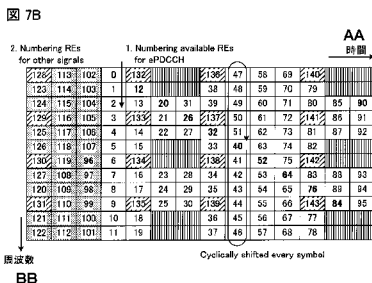 図 7B
AA
2. Numbering REs for other signals
1. Numbering available REs for ePDCCH
時間
128 113 102 0 132 136 47 58 69 140
123 114 103 1 12 38 48 59 70 79
124 115 104 2 13 20 31 39 49 60 71 80 85 90
129 116 105 3 133 21 26 137 50 61 72 141 86 91
125 117 106 4 14 22 27 32 51 62 73 81 87 92
126 118 107 5 15 33 40 63 74 82
130 119 96 6 134 138 41 52 75 142
127 108 97 7 16 23 28 34 42 53 64 83 88 93
120 109 98 8 17 24 29 35 43 54 65 76 89 94
131 110 99 9 135 25 30 139 44 55 66 143 84 95
121 111 100 10 18 36 45 56 67 77
122 112 101 11 19 37 46 57 68 78
周波数
Cyclically shifted every symbol
BB